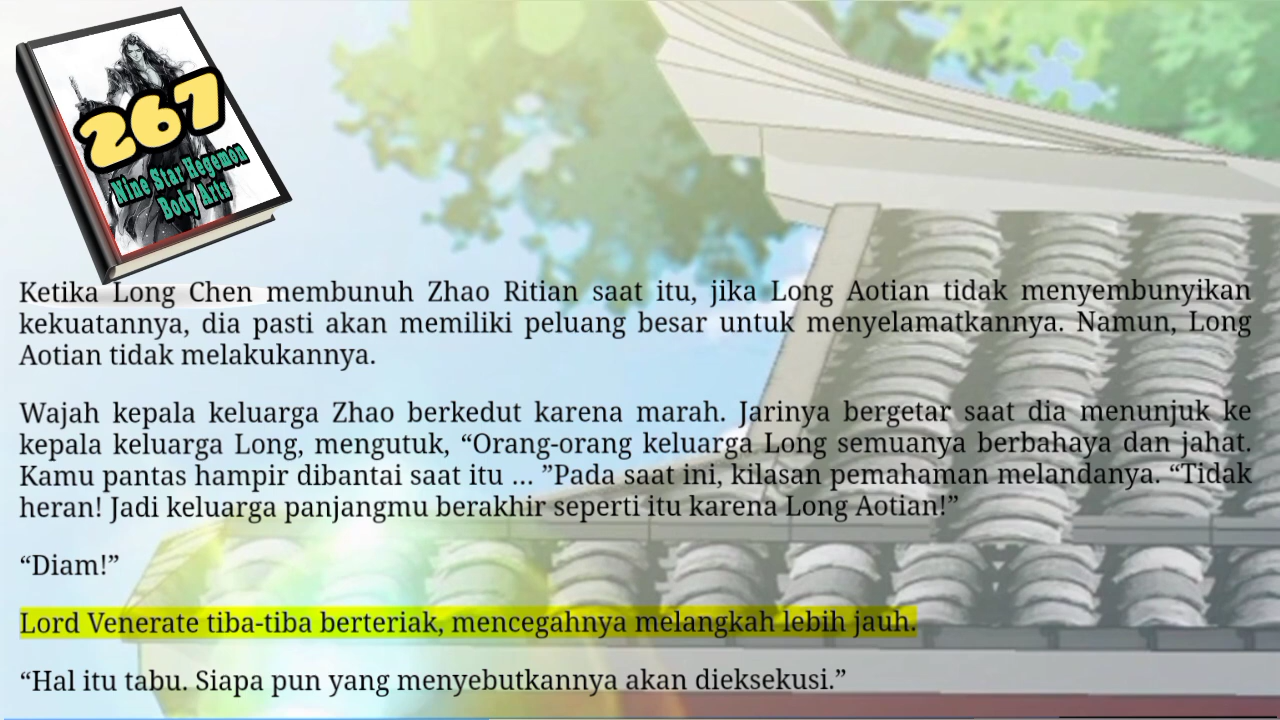 267
Nine Star Hegemon
Body Arts
Ketika Long Chen membunuh Zhao Ritian saat itu, jika Long Aotian tidak menyembunyikan
kekuatannya, dia pasti akan memiliki peluang besar untuk menyelamatkannya. Namun, Long
Aotian tidak melakukannya.
Wajah kepala keluarga Zhao berkedut karena marah. Jarinya bergetar saat dia menunjuk ke
kepala keluarga Long, mengutuk, “Orang-orang keluarga Long semuanya berbahaya dan jahat.
Kamu pantas hampir dibantai saat itu ... ”Pada saat ini, kilasan pemahaman melandanya. “Tidak
heran! Jadi keluarga panjangmu berakhir seperti itu karena Long Aotian!”
“Diam!”
Lord Venerate tiba-tiba berteriak, mencegahnya melangkah lebih jauh.
“Hal itu tabu. Siapa pun yang menyebutkannya akan dieksekusi.”